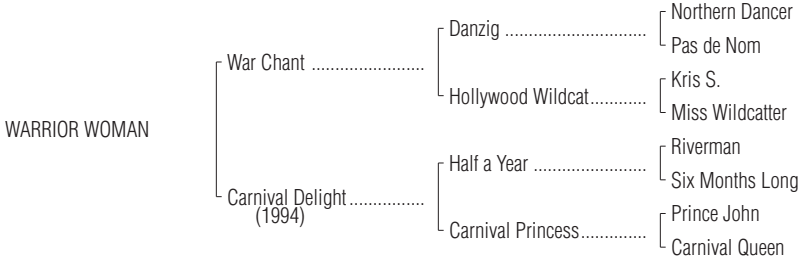 Northern Dancer
Danzig ..............................
Pas de Nom
War Chant ........................
Kris S.
Hollywood Wildcat............
Miss Wildcatter
WARRIOR WOMAN
Riverman
Half a Year ........................
Six Months Long
Carnival Delight................
(1994)
Prince John
Carnival Princess..............
Carnival Queen